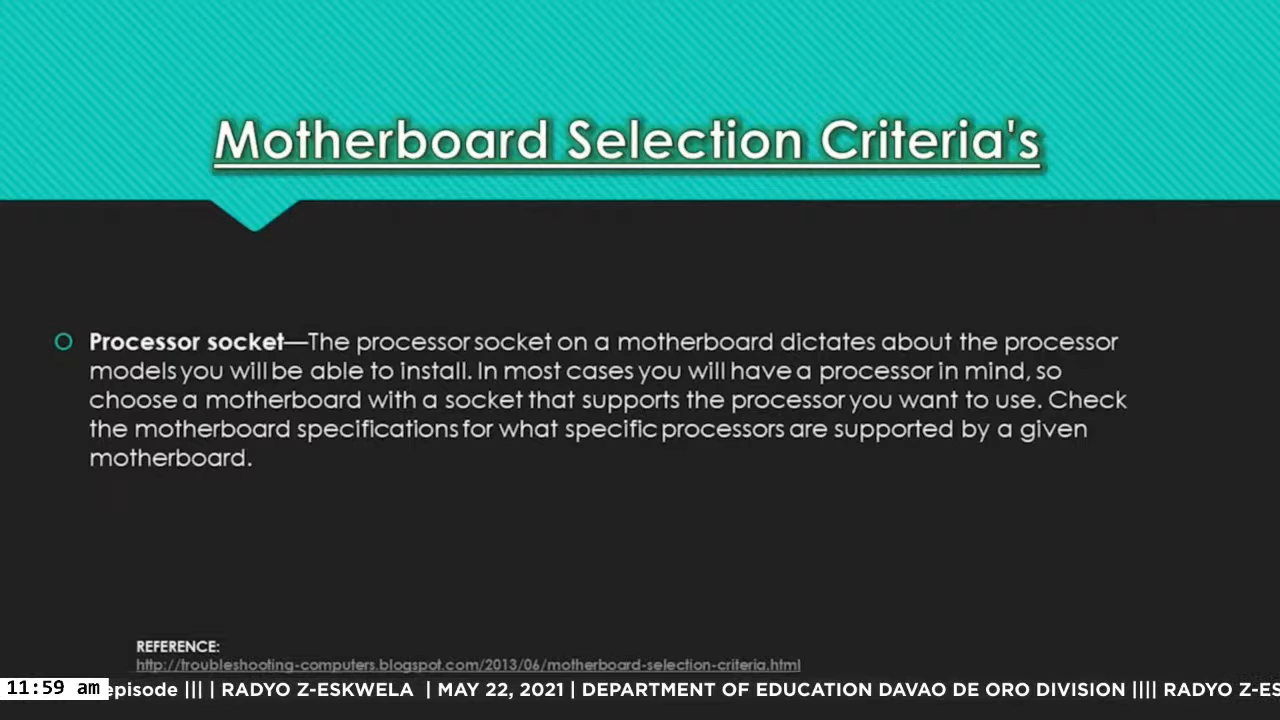 Motherboard Selection Criteria's
Processor socket—The processor socket on a motherboard dictates about the processor
models you will be able to install. In most cases you will have a processor in mind, so
choose a motherboard with a socket that supports the processor you want to use. Check
the motherboard specifications for what specific processors are supported by a given
motherboard.
REFERENCE:
http://troubleshooting-computers.blogspot.com/2013/06/motherboard-selection-criteria.html
11:59 am episode ||| | RADYO Z-ESKWELA | MAY 22, 2021 | DEPARTMENT OF EDUCATION DAVAO DE ORO DIVISION |||| RADYO Z-ES